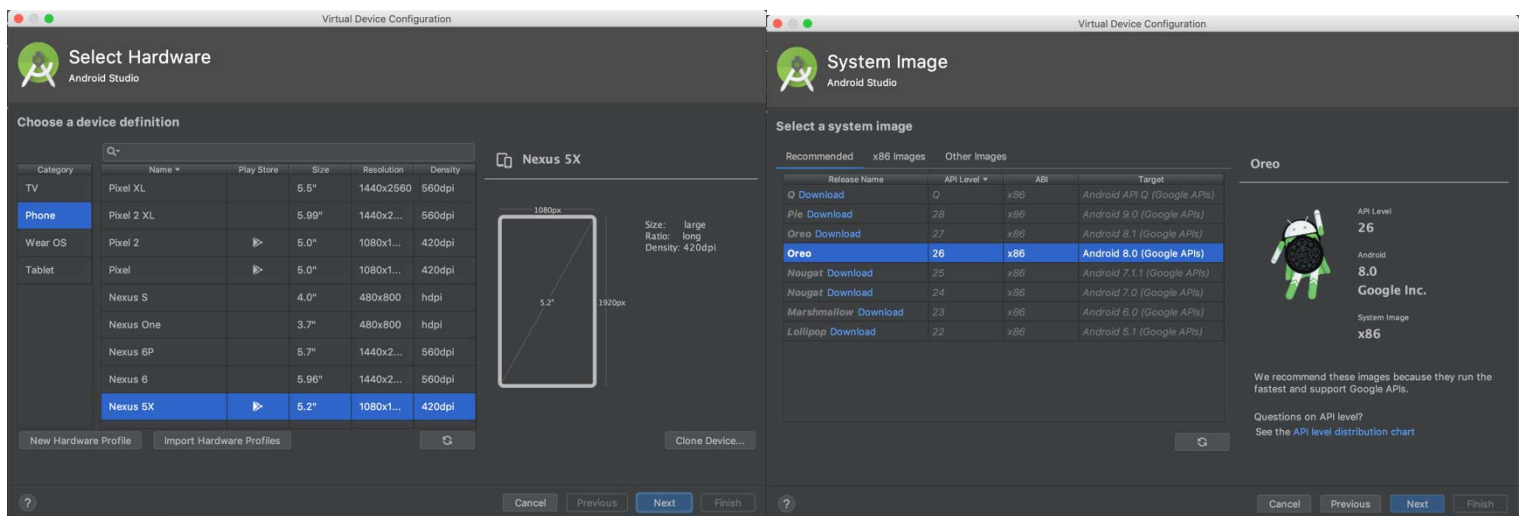 Virtual Device Configuration
Select Hardware
Android Studio
Choose a device definition
Category Name Play Store Size Resolution Density
TV Pixel XL 5.5" 1440x2560 560dpi
Phone Pixel 2 XL 5.99" 1440x2... 560dpi
Wear OS Pixel 2 5.0" 1080x1... 420dpi
Tablet Pixel 5.0" 1080x1... 420dpi
Nexus S 4.0" 480x800 hdpi
Nexus One 3.7" 480x800 hdpi
Nexus 6P 5.7" 1440x2... 560dpi
Nexus 6 5.96" 1440x2... 560dpi
Nexus 5X 5.2" 1080x1... 420dpi
New Hardware Profile Import Hardware Profiles
Nexus 5X
1080px
5.2"
1920px
Size: large
Ratio: long
Density: 420dpi
Clone Device...
? Cancel Previous Next Finish
Virtual Device Configuration
System Image
Android Studio
Select a system image
Recommended x86 Images Other Images
Release Name API Level ABI Target
Q Download Q x86 Android API Q (Google APIs)
Pie Download 28 x86 Android 9.0 (Google APIs)
Oreo Download 27 x86 Android 8.1 (Google APIs)
Oreo 26 x86 Android 8.0 (Google APIs)
Nougat Download 25 x86 Android 7.1.1 (Google APIs)
Nougat Download 24 x86 Android 7.0 (Google APIs)
Marshmallow Download 23 x86 Android 6.0 (Google APIs)
Lollipop Download 22 x86 Android 5.1 (Google APIs)
Oreo
API Level
26
Android
8.0
Google Inc.
System Image
x86
We recommend these images because they run the
fastest and support Google APIs.
Questions on API level?
See the API level distribution chart
? Cancel Previous Next Finish